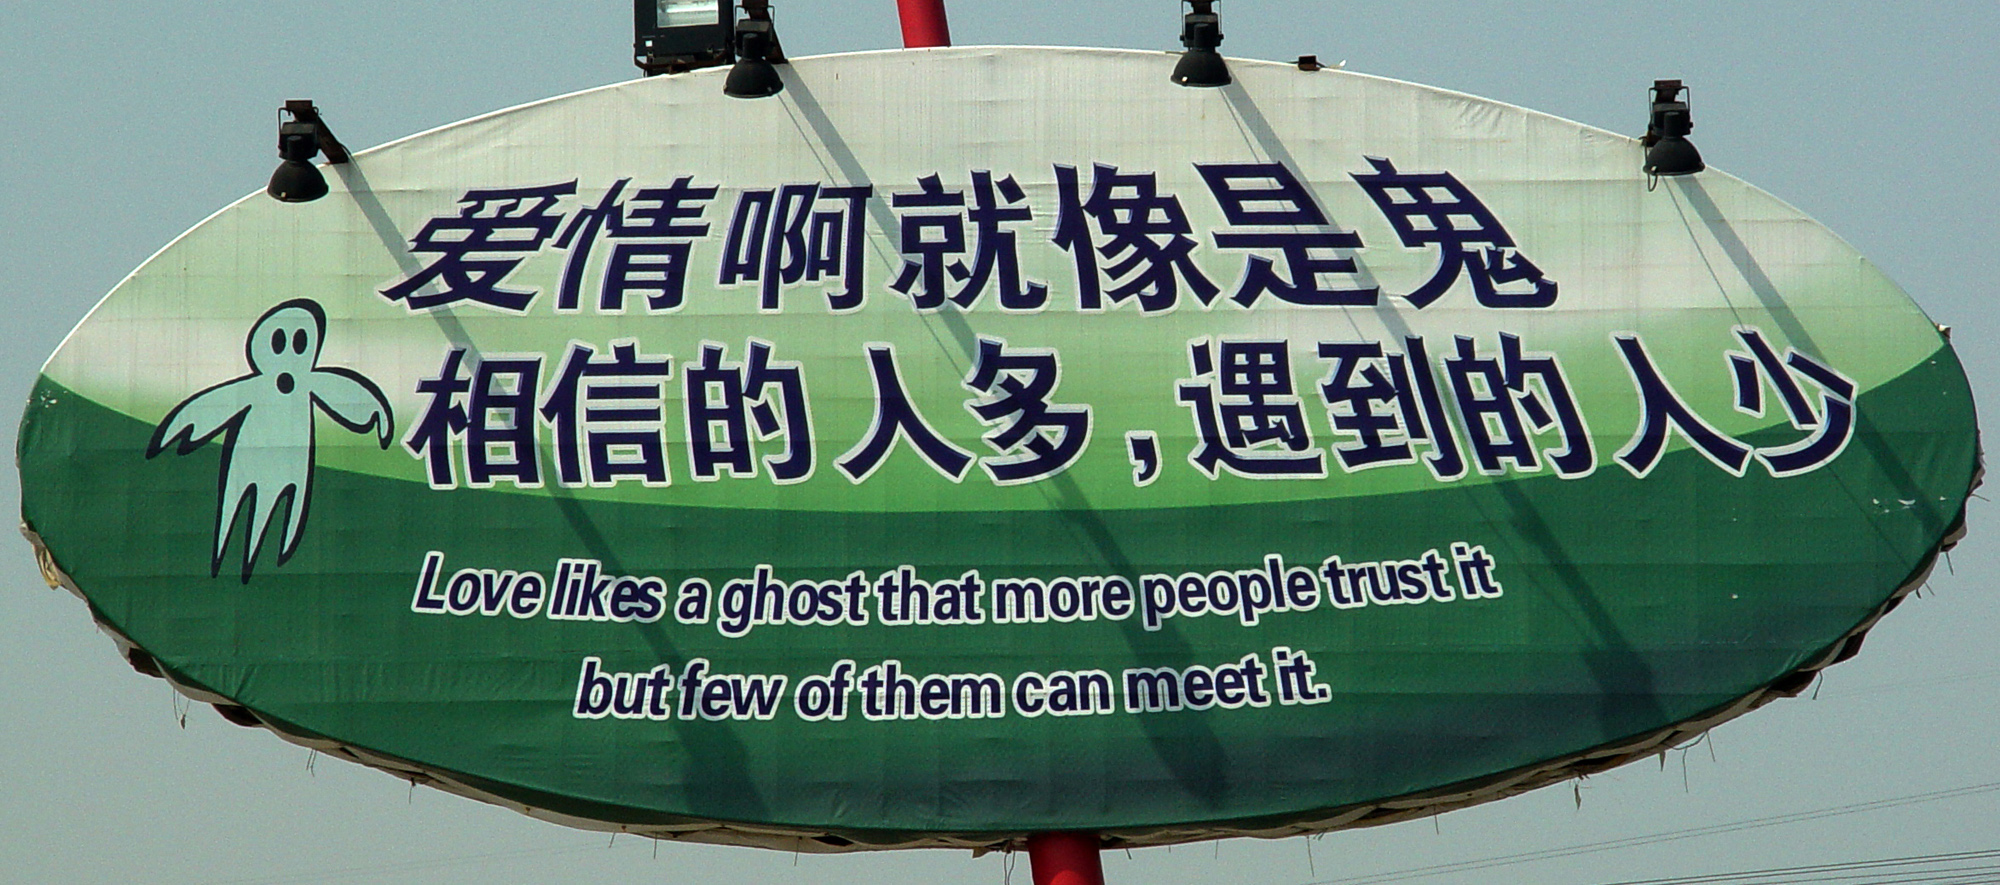 爱情啊就像是鬼
相信的人多,遇到的人少
Love likes a ghost that more people trust it
but few of them can meet it.